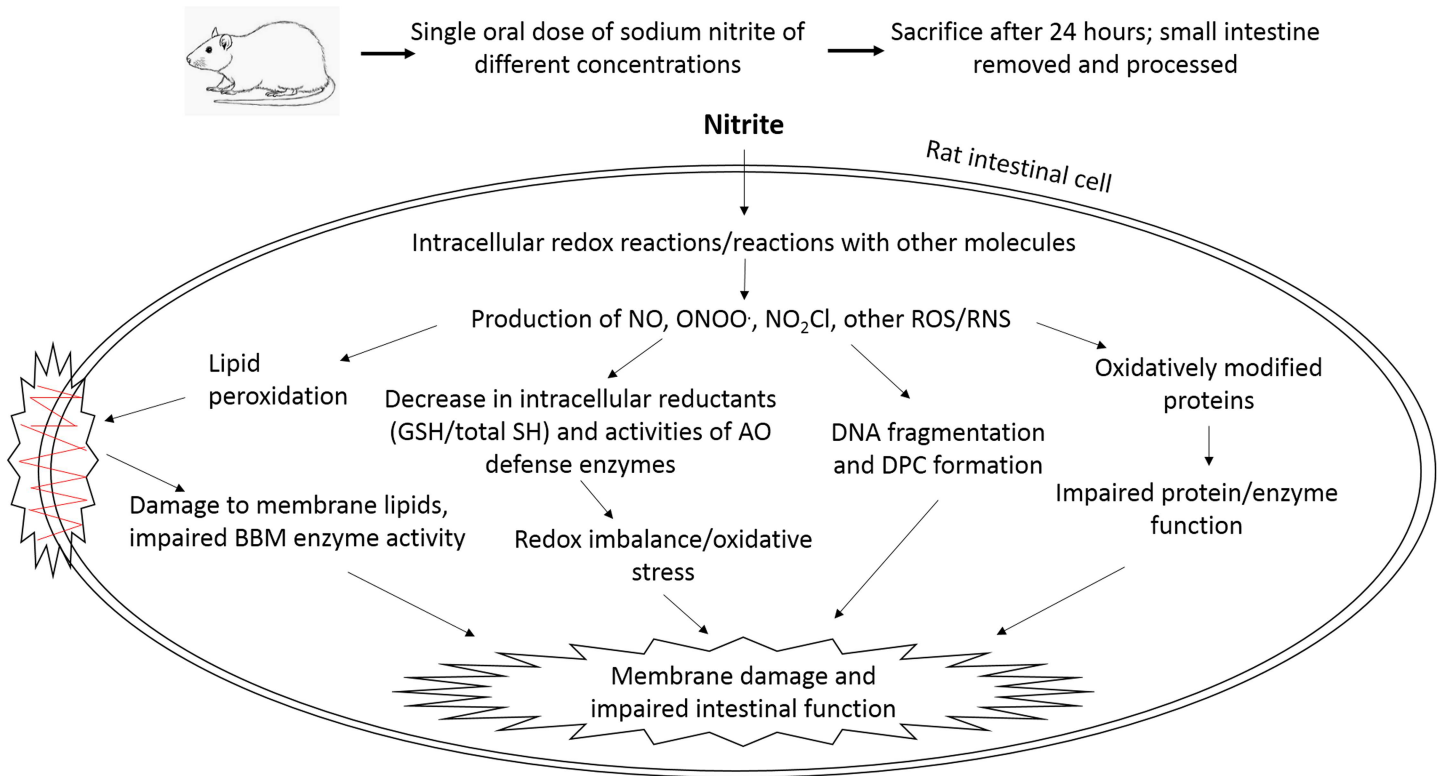 Single oral dose of sodium nitrite of
different concentrations
Sacrifice after 24 hours; small intestine
removed and processed
Nitrite
Rat intestinal cell
Intracellular redox reactions/reactions with other molecules
Production of NO, ONOO·, NO₂Cl, other ROS/RNS
Lipid
peroxidation
Decrease in intracellular reductants
(GSH/total SH) and activities of AO
defense enzymes
DNA fragmentation
and DPC formation
Oxidatively modified
proteins
Damage to membrane lipids,
impaired BBM enzyme activity
Redox imbalance/oxidative
stress
Impaired protein/enzyme
function
Membrane damage and
impaired intestinal function